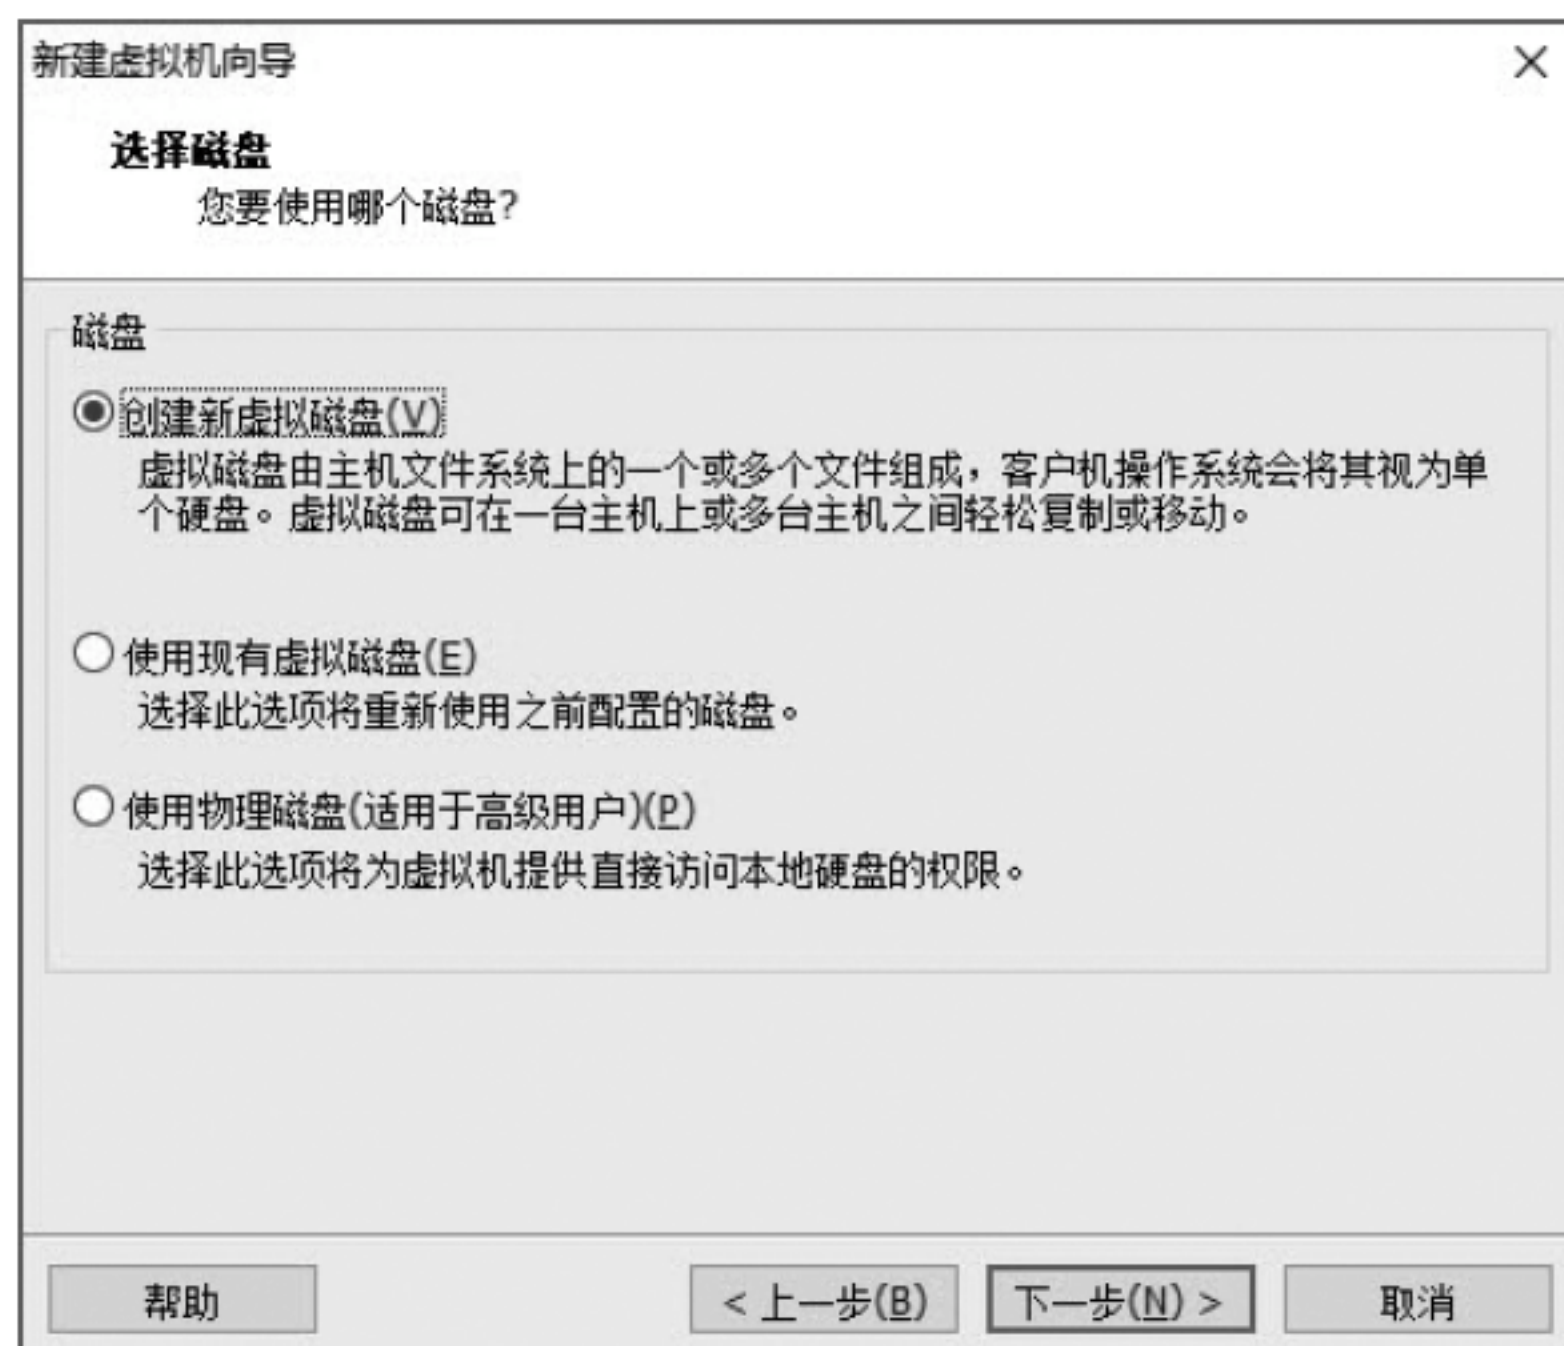 新建虚拟机向导
选择磁盘
您要使用哪个磁盘?
磁盘
创建新虚拟磁盘(V)
虚拟磁盘由主机文件系统上的一个或多个文件组成，客户机操作系统会将其视为单
个硬盘。虚拟磁盘可在一台主机上或多台主机之间轻松复制或移动。
使用现有虚拟磁盘(E)
选择此选项将重新使用之前配置的磁盘。
使用物理磁盘(适用于高级用户)(P)
选择此选项将为虚拟机提供直接访问本地硬盘的权限。
帮助 < 上一步(B) 下一步(N) > 取消